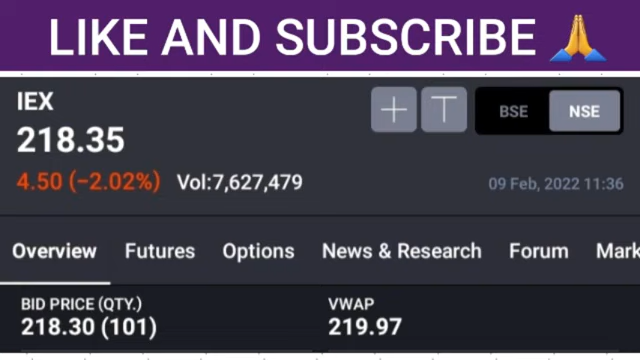 LIKE AND SUBSCRIBE 🙏
IEX
BSE NSE
218.35
4.50 (−2.02%) Vol:7,627,479 09 Feb, 2022 11:36
Overview Futures Options News & Research Forum Mark
BID PRICE (QTY.) VWAP
218.30 (101) 219.97